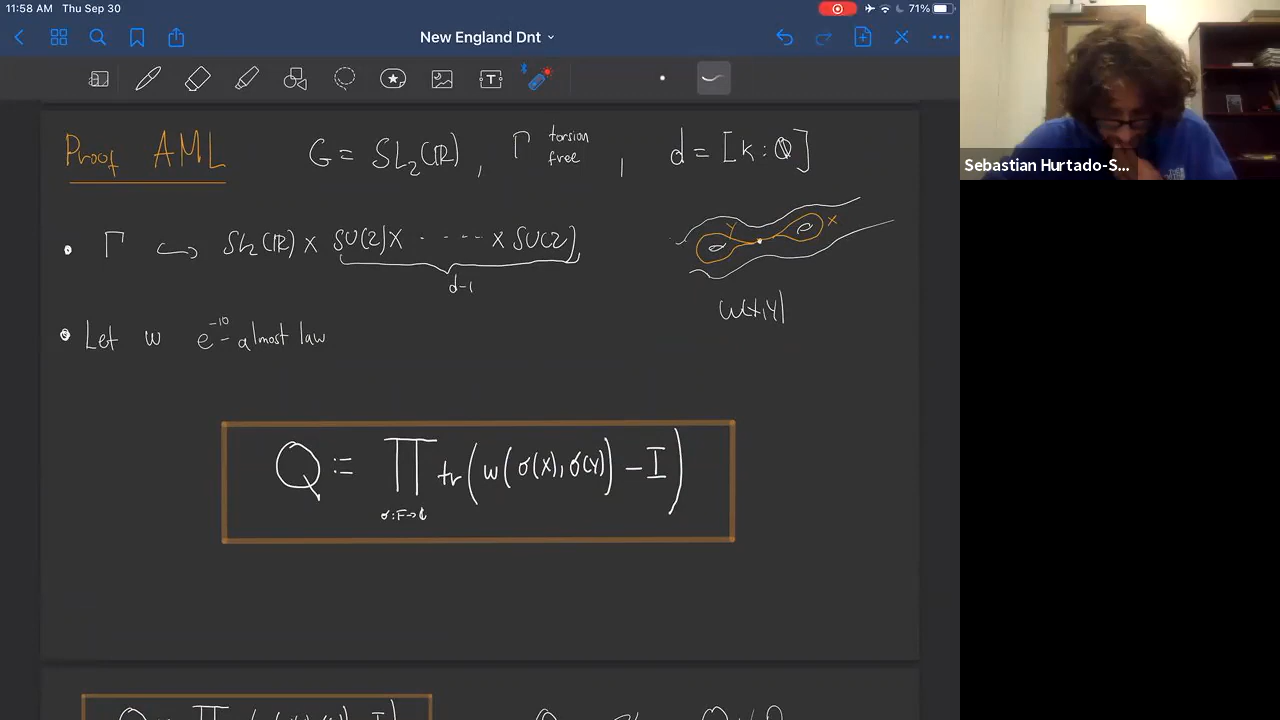 11:58 AM Thu Sep 30
71%
New England Dnt
Proof AML G = SL₂(ℝ), Γ torsion free, d = [k : ℚ]
• Γ ↪ SL₂(ℝ) × SU(2) × ····· × SU(2)
d-1
Y X
w(X,Y)
• Let w e⁻¹⁰- almost law
Q := ∏ tr(w(σ(X), σ(Y)) - I)
σ: F → ℂ
Sebastian Hurtado-S...